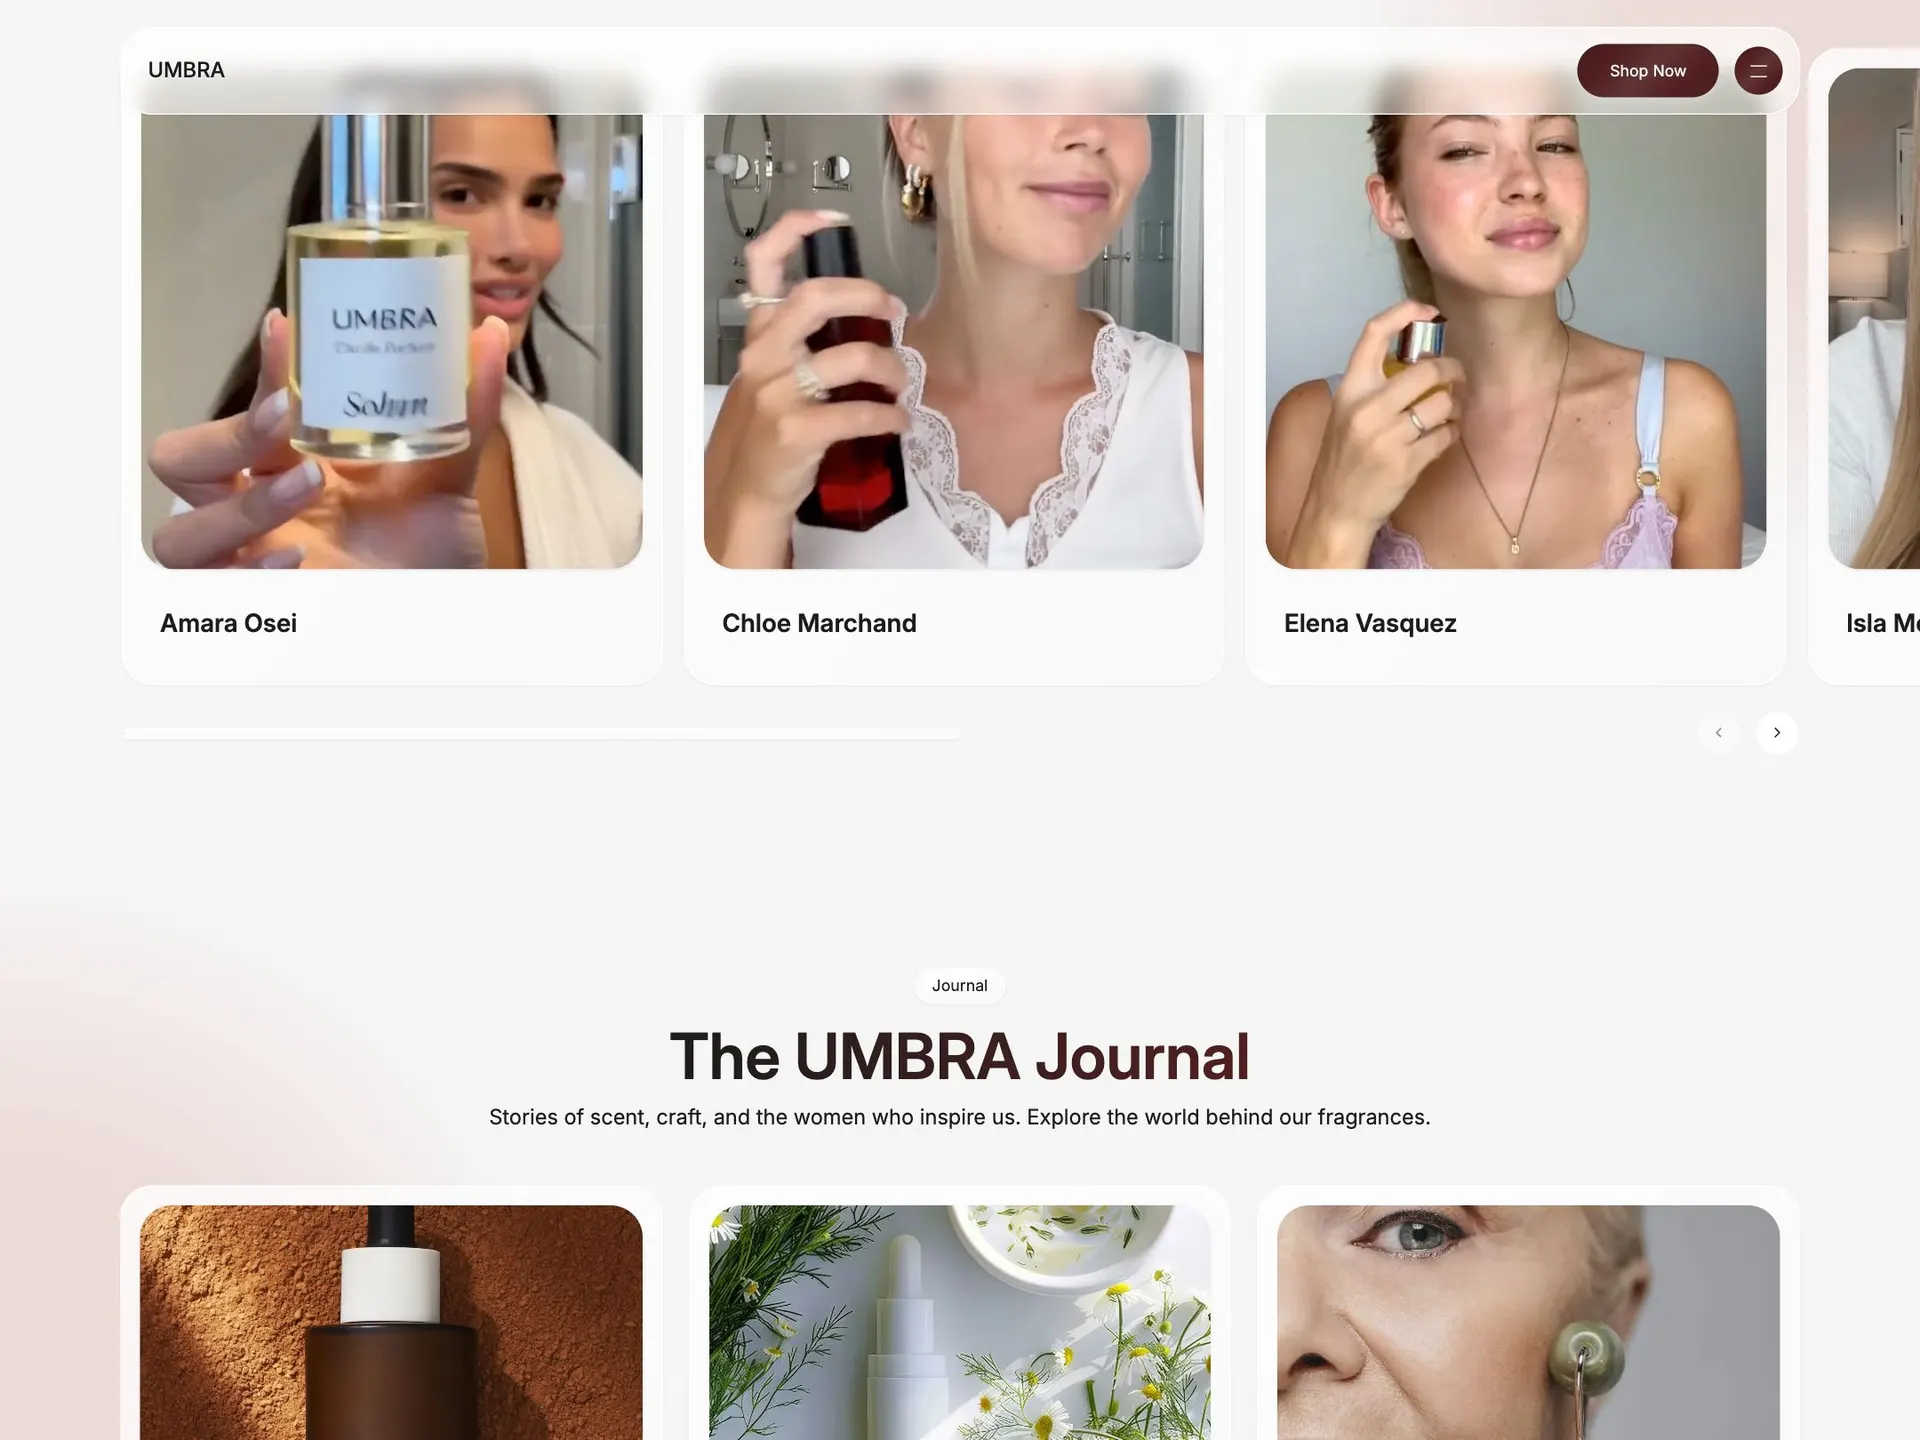 UMBRA
Shop Now
UMBRA
Amara Osei
Chloe Marchand
Elena Vasquez
Isla
Journal
The UMBRA Journal
Stories of scent, craft, and the women who inspire us. Explore the world behind our fragrances.